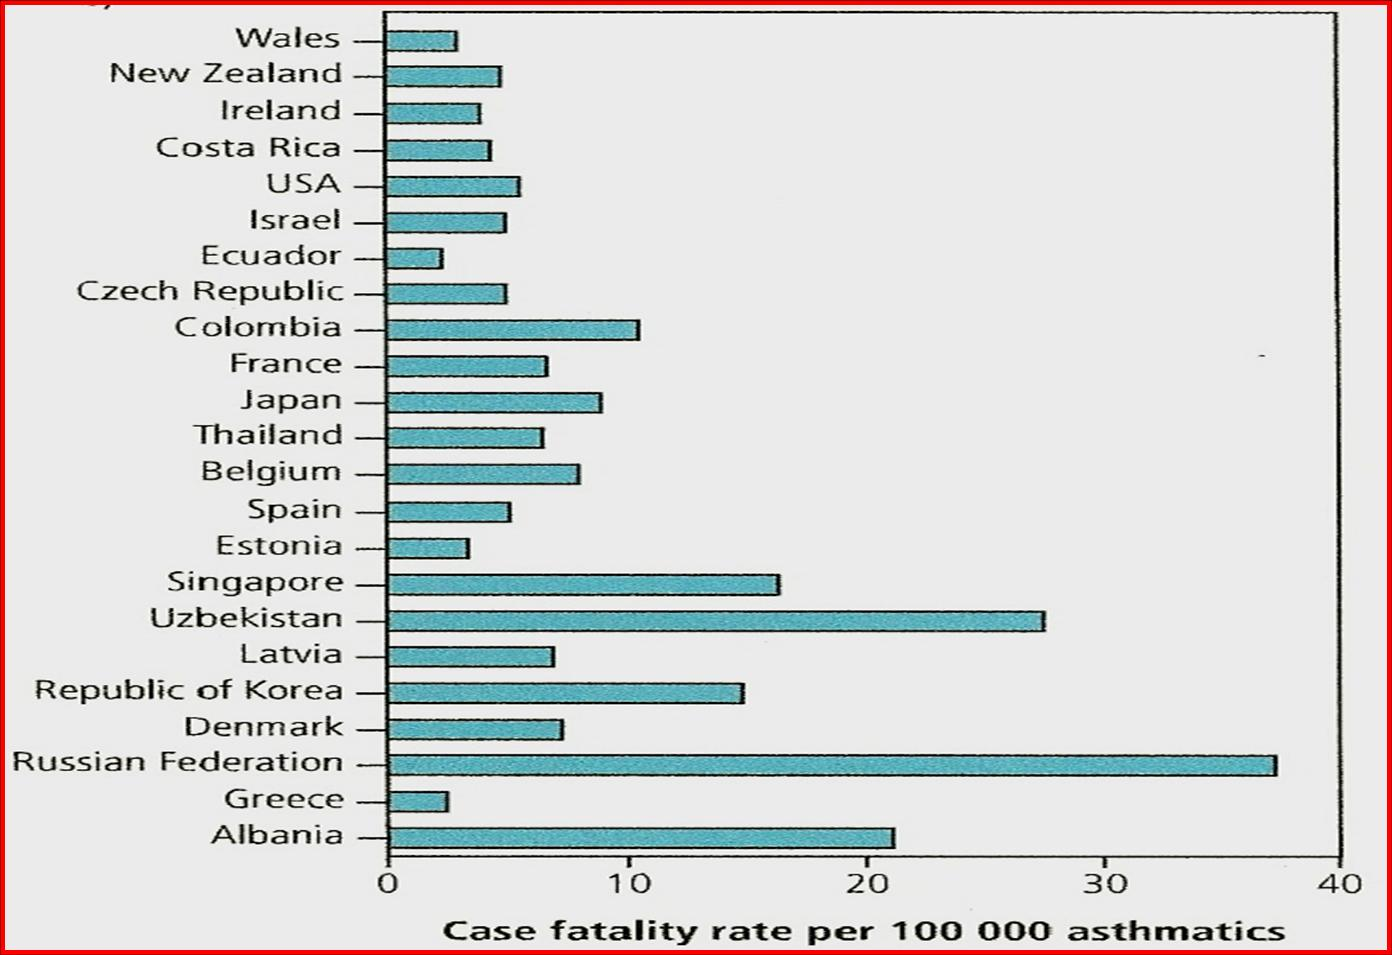 Wales
New Zealand
Ireland
Costa Rica
USA
Israel
Ecuador
Czech Republic
Colombia
France
Japan
Thailand
Belgium
Spain
Estonia
Singapore
Uzbekistan
Latvia
Republic of Korea
Denmark
Russian Federation
Greece
Albania
0 10 20 30 40
Case fatality rate per 100 000 asthmatics